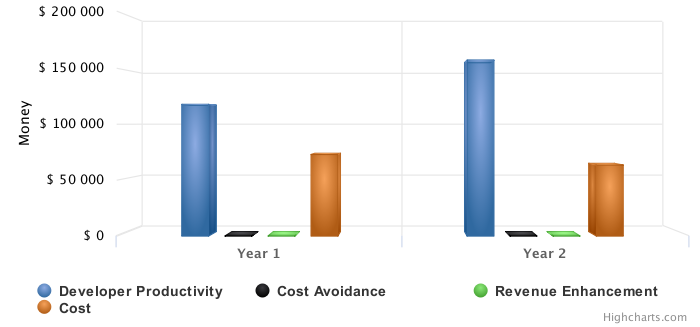 $ 200 000
$ 150 000
$ 100 000
$ 50 000
$ 0
Money
Year 1
Year 2
Developer Productivity
Cost Avoidance
Revenue Enhancement
Cost
Highcharts.com